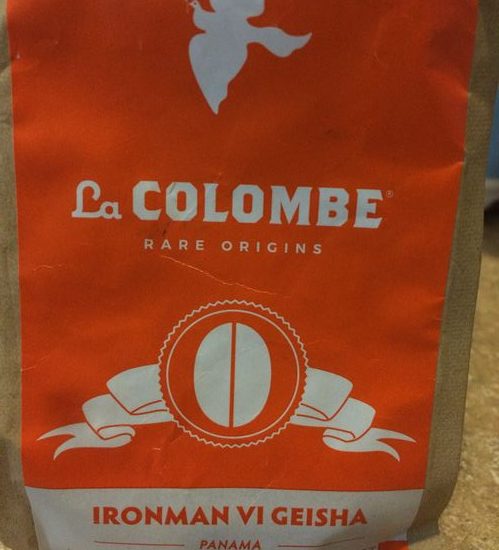 La COLOMBE®
RARE ORIGINS
IRONMAN VI GEISHA
PANAMA